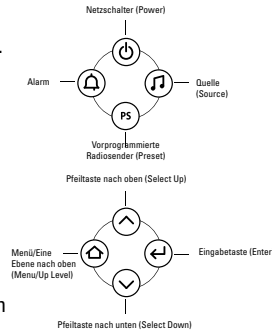 Netzschalter (Power)
Alarm
Quelle
(Source)
PS
Vorprogrammierte
Radiosender (Preset)
Pfeiltaste nach oben (Select Up)
Menü/Eine
Ebene nach oben
(Menu/Up Level)
Eingabetaste (Enter
Pfeiltaste nach unten (Select Down)